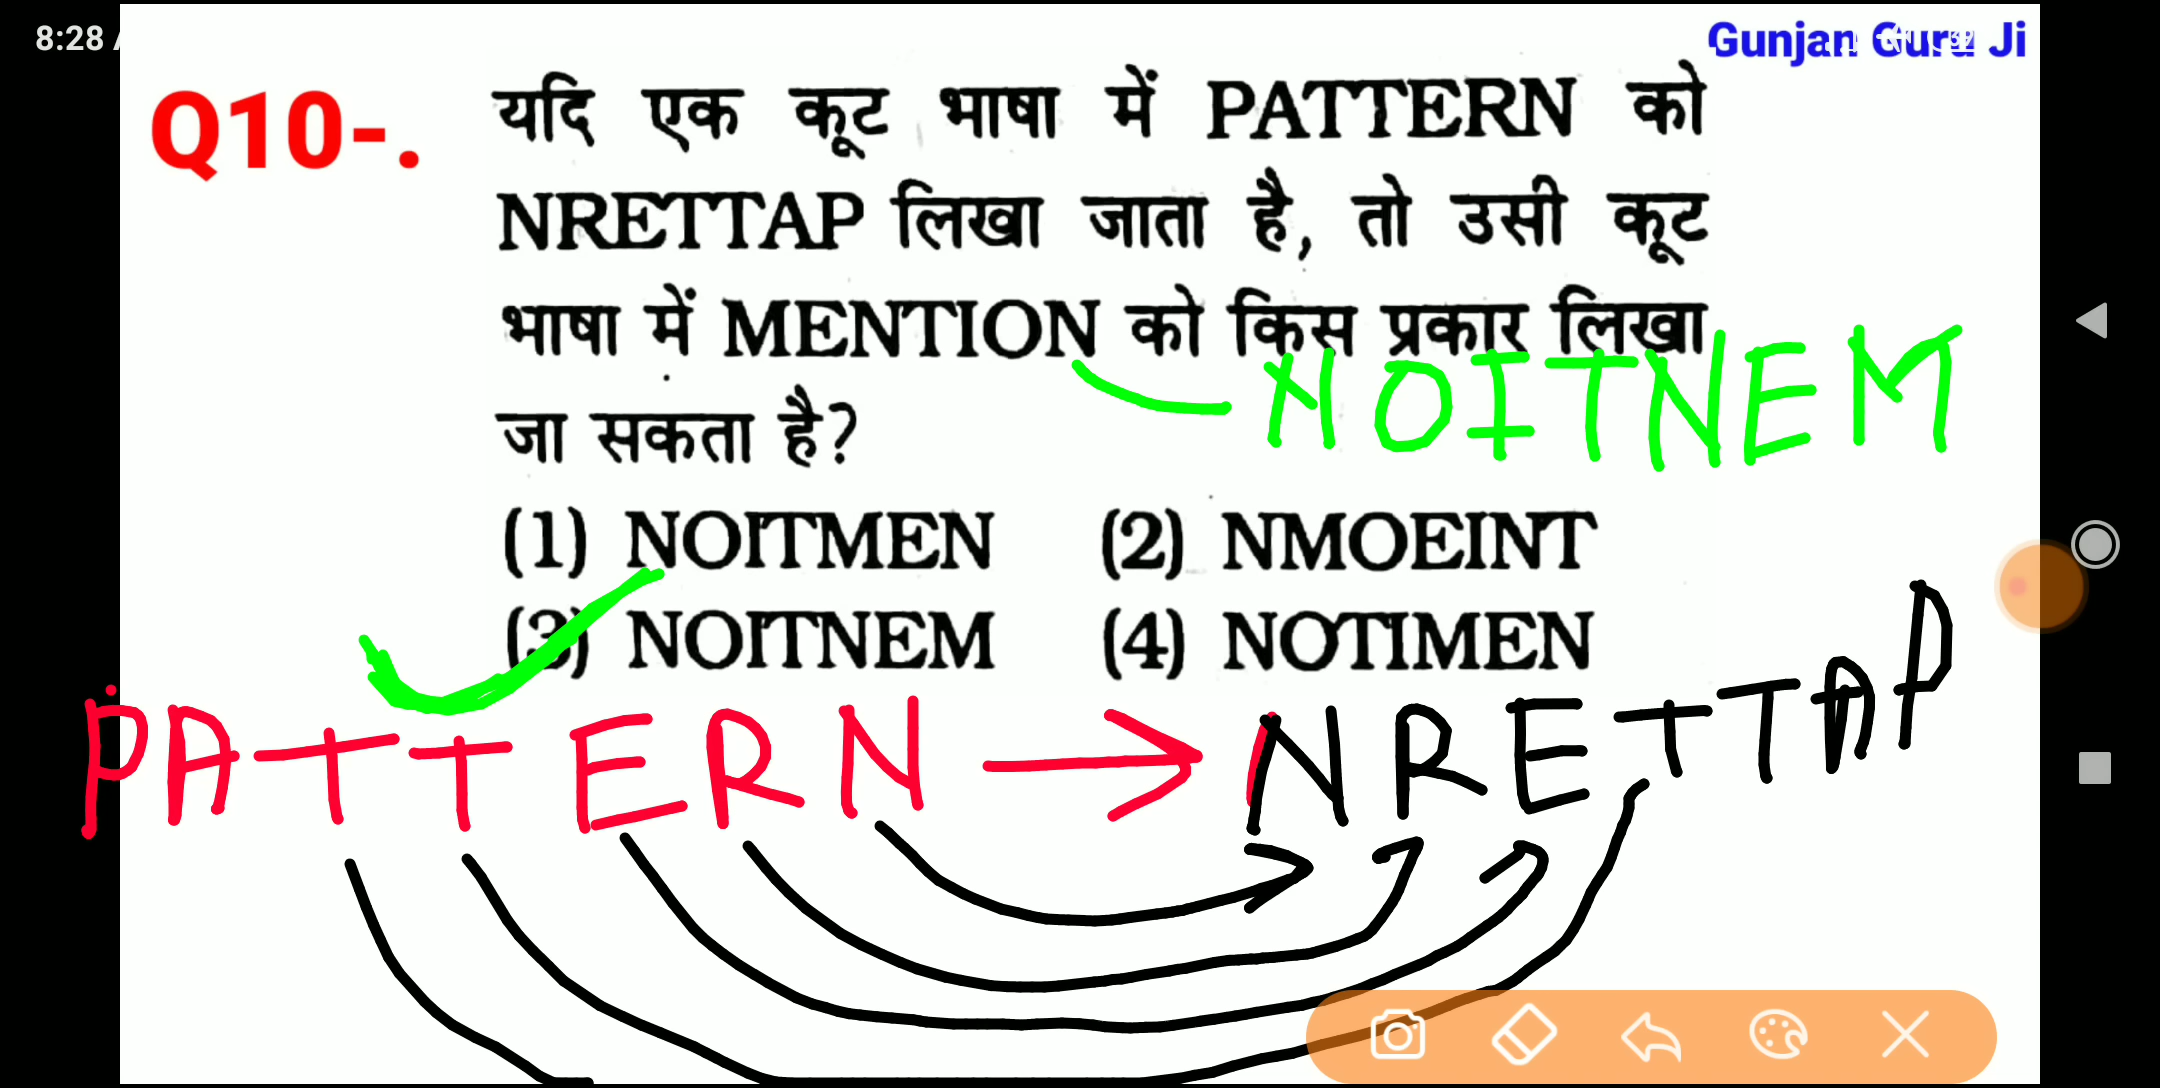 8:28
Gunjan Guru Ji
Q10-. यदि एक कूट भाषा में PATTERN को
NRETTAP लिखा जाता है, तो उसी कूट
भाषा में MENTION को किस प्रकार लिखा
NOITNEM
जा सकता है?
(1) NOITMEN (2) NMOEINT
(3) NOITNEM (4) NOTIMEN
PATTERN → NRETTAP